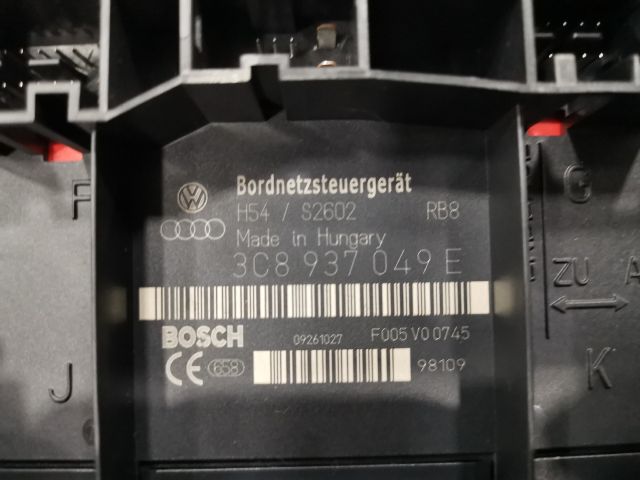 Bordnetzsteuergerät
H54 / S2602 RB8
Made in Hungary
3C8 937 049 E
BOSCH 09261027 F005 V0 0745
CE 658 98109
F
J
G
ZU A
K